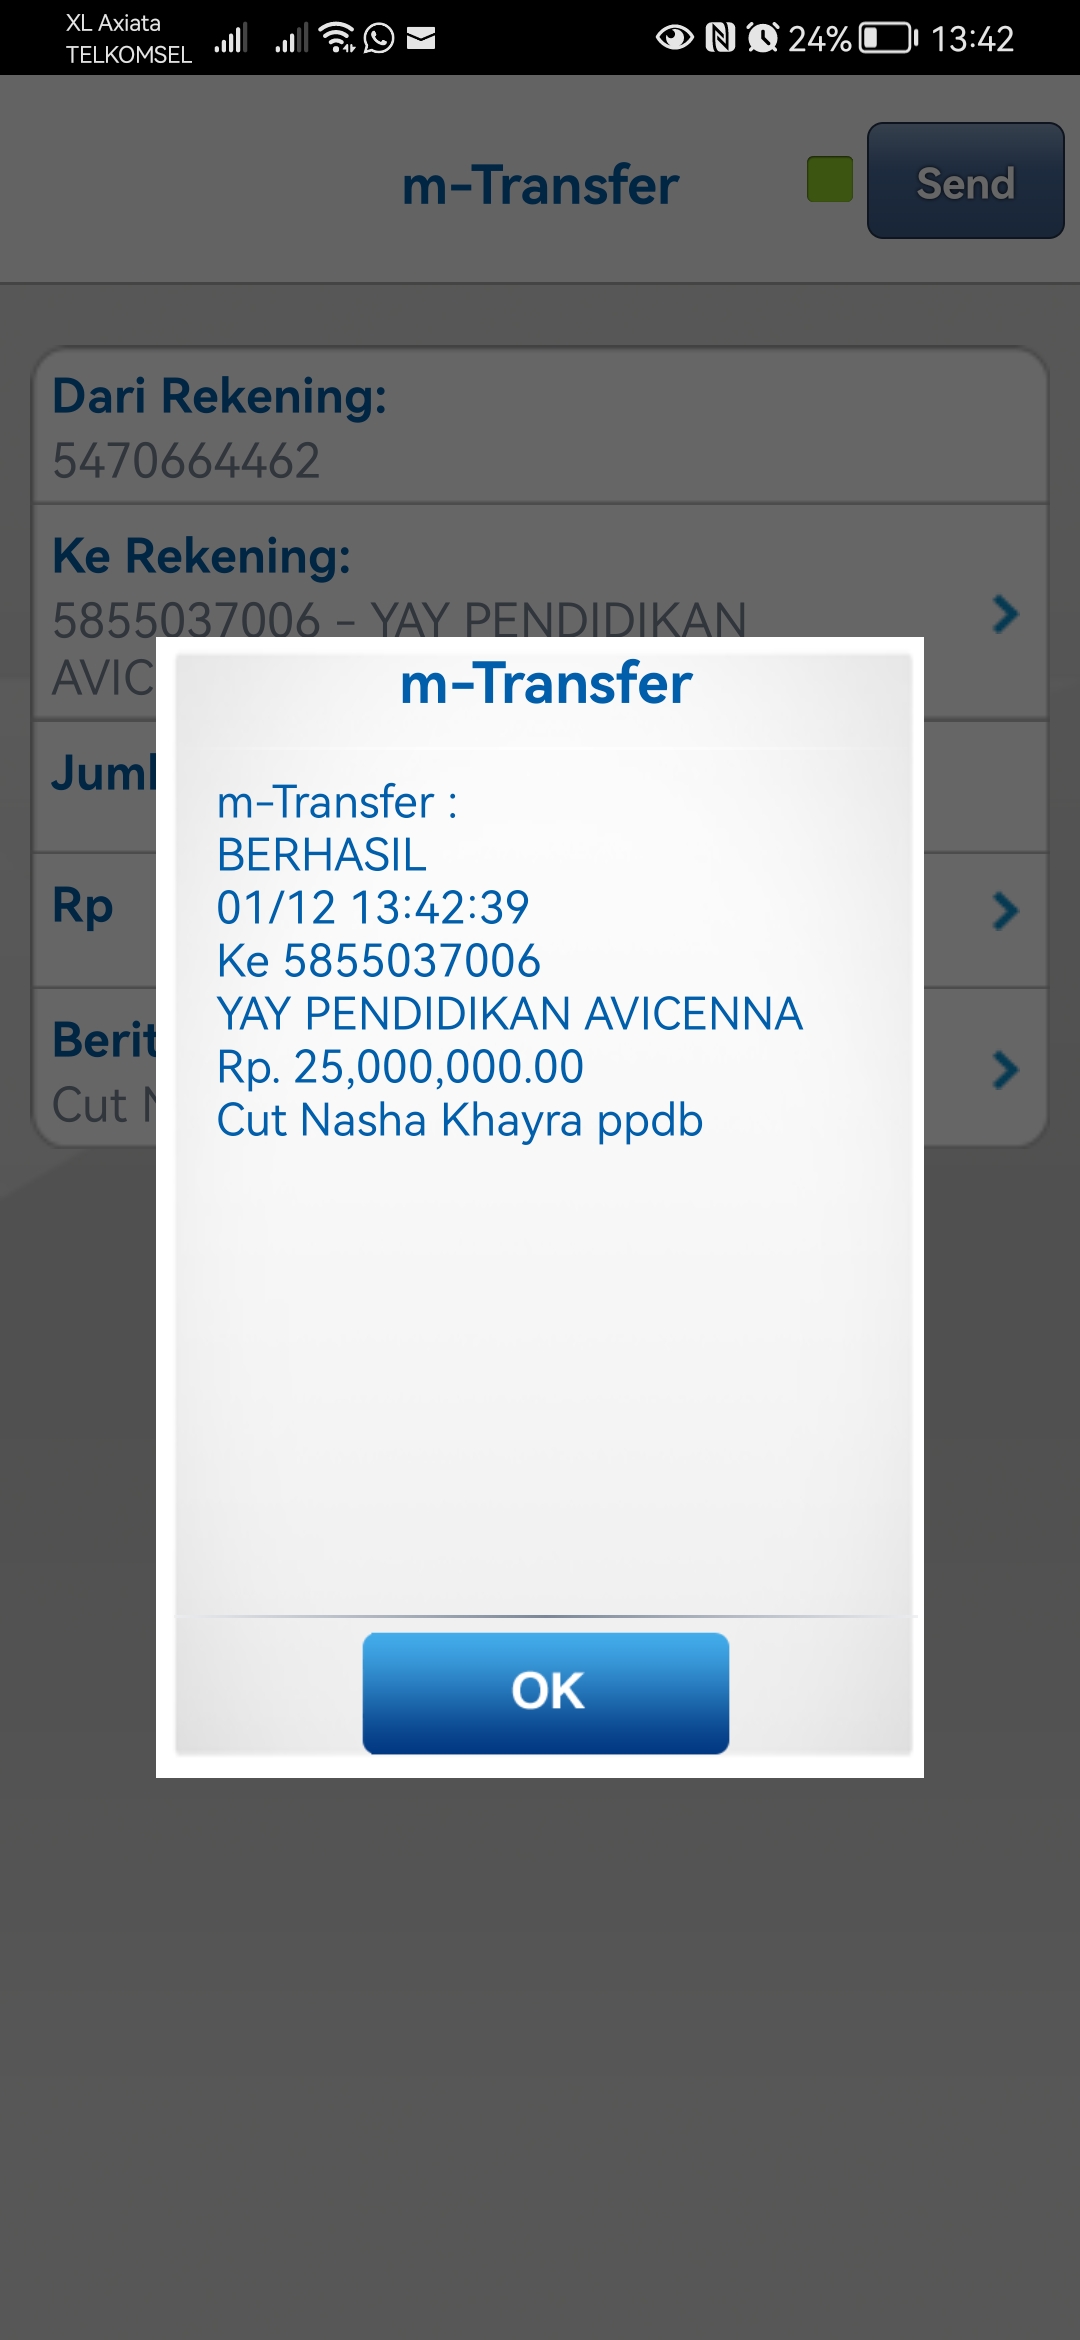 XL Axiata
TELKOMSEL
24%
13:42
m-Transfer
Send
Dari Rekening:
5470664462
Ke Rekening:
5855037006 - YAY PENDIDIKAN
AVIC
Juml
Rp
Berit
Cut
m-Transfer
m-Transfer :
BERHASIL
01/12 13:42:39
Ke 5855037006
YAY PENDIDIKAN AVICENNA
Rp. 25,000,000.00
Cut Nasha Khayra ppdb
OK